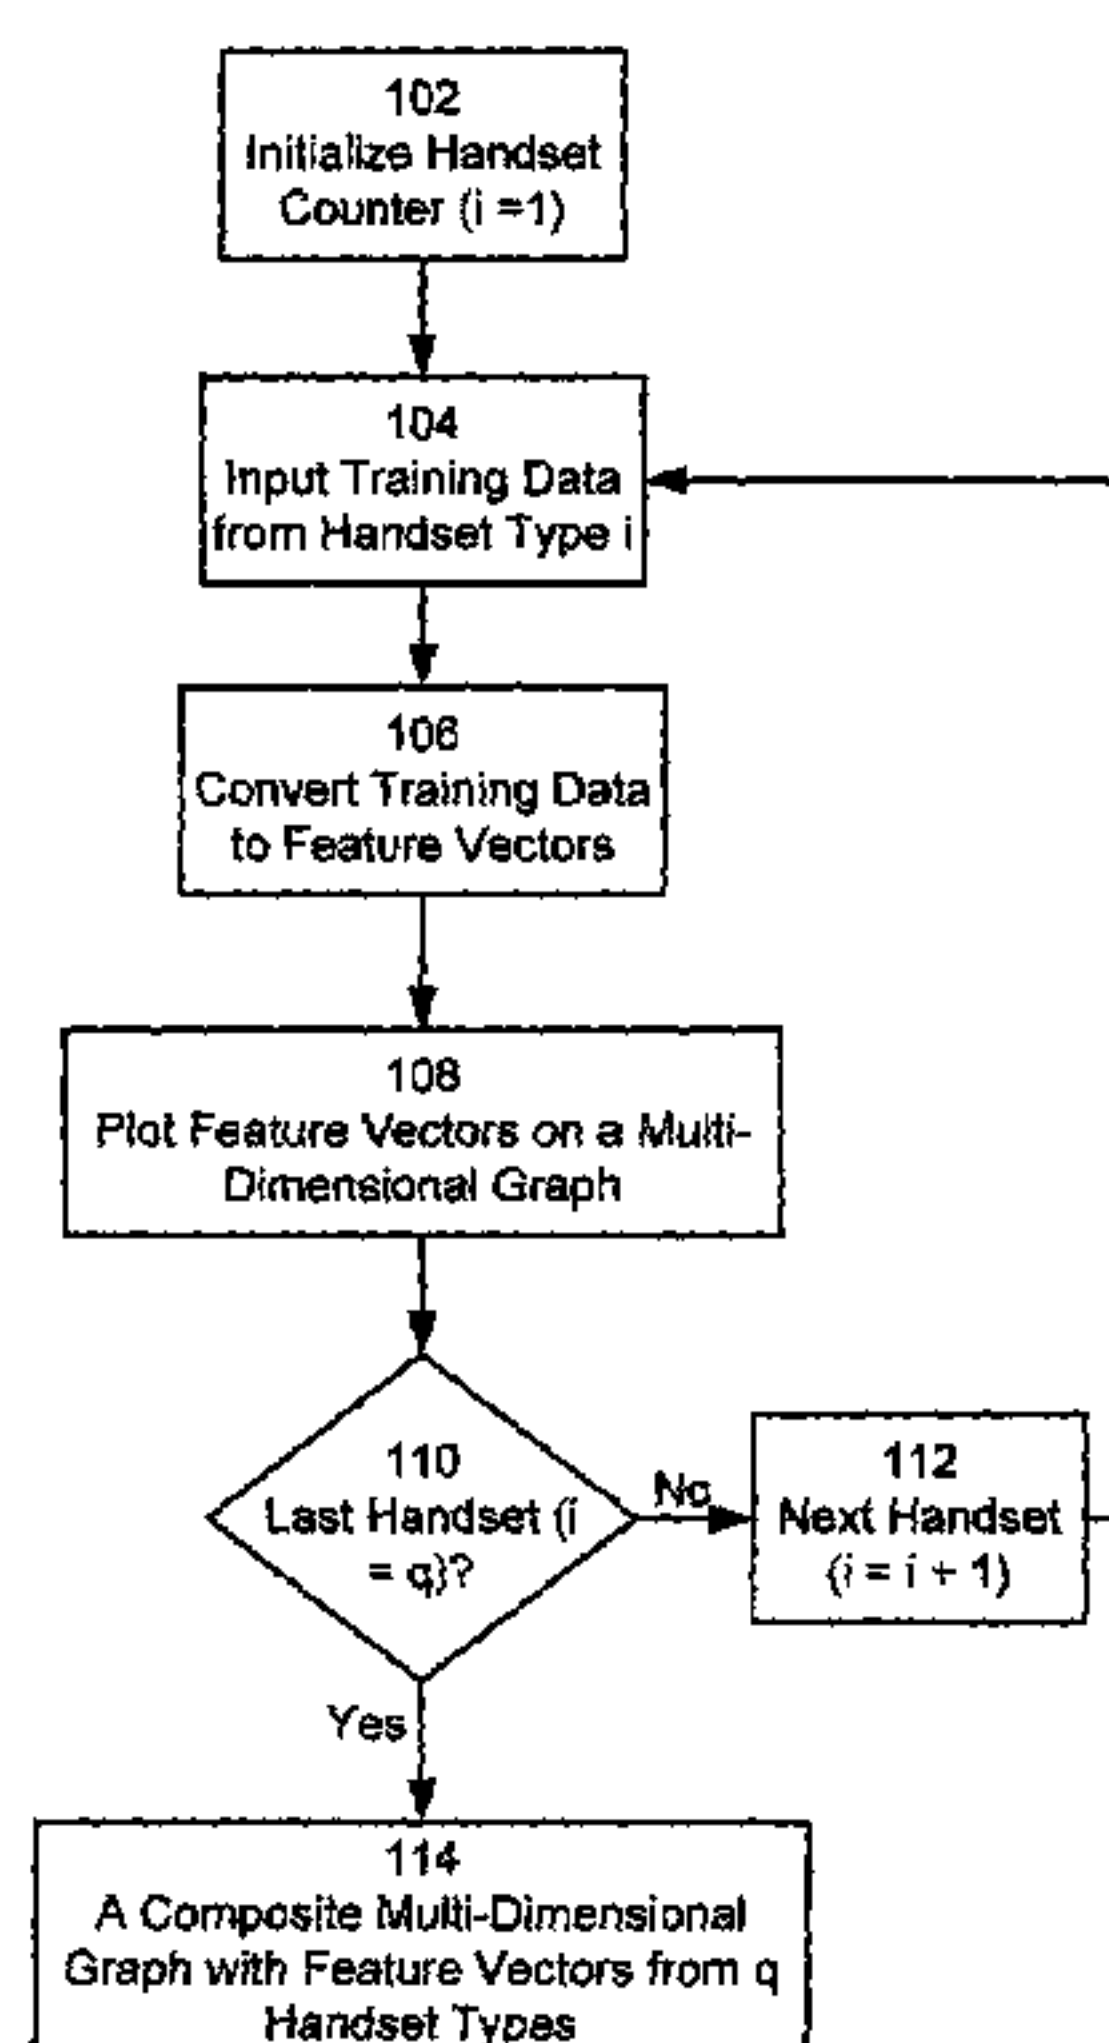 102
Initialize Handset
Counter (i =1)
104
Input Training Data
from Handset Type i
106
Convert Training Data
to Feature Vectors
108
Plot Feature Vectors on a Multi-
Dimensional Graph
110
Last Handset (i
= q)?
No
112
Next Handset
(i = i + 1)
Yes
114
A Composite Multi-Dimensional
Graph with Feature Vectors from q
Handset Types